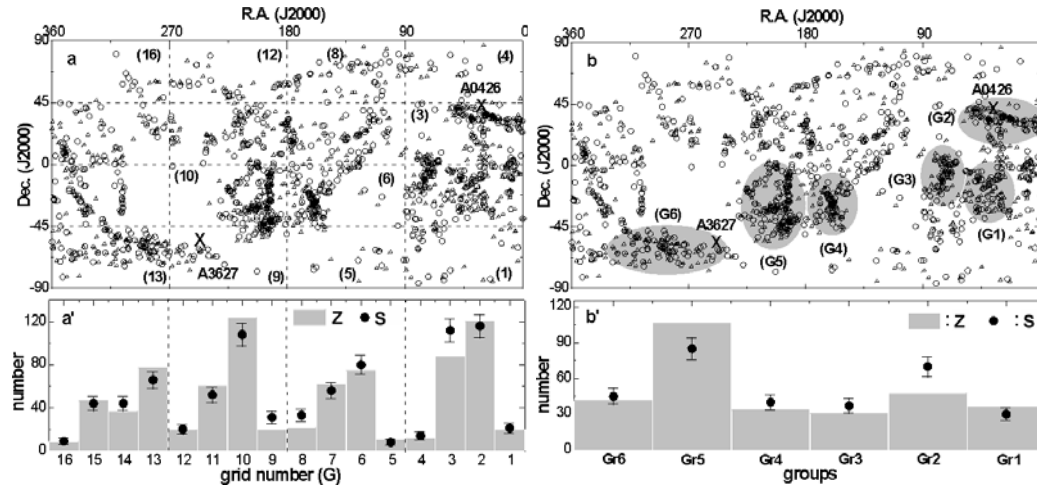 R.A. (J2000)
360 270 180 90 0
90 45 0 -45 -90
Dec. (J2000)
a
(16) (12) (8) (4)
A0426
X
(3)
(10) (6)
X
A3627
(13) (9) (5) (1)
R.A. (J2000)
360 270 180 90 0
90 45 0 -45 -90
Dec. (J2000)
b
A0426
X
(G2)
(G3)
(G6) A3627
X
(G1)
(G5) (G4)
a'
Z S
120 80 40 0
number
16 15 14 13 12 11 10 9 8 7 6 5 4 3 2 1
grid number (G)
b'
: Z : S
120 90 60 30 0
number
Gr6 Gr5 Gr4 Gr3 Gr2 Gr1
groups